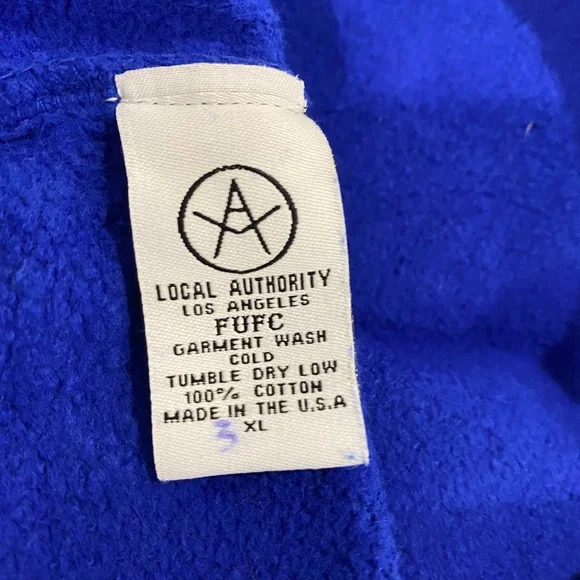 LOCAL AUTHORITY
LOS ANGELES
FUFC
GARMENT WASH
COLD
TUMBLE DRY LOW
100% COTTON
MADE IN THE U.S.A
3 XL